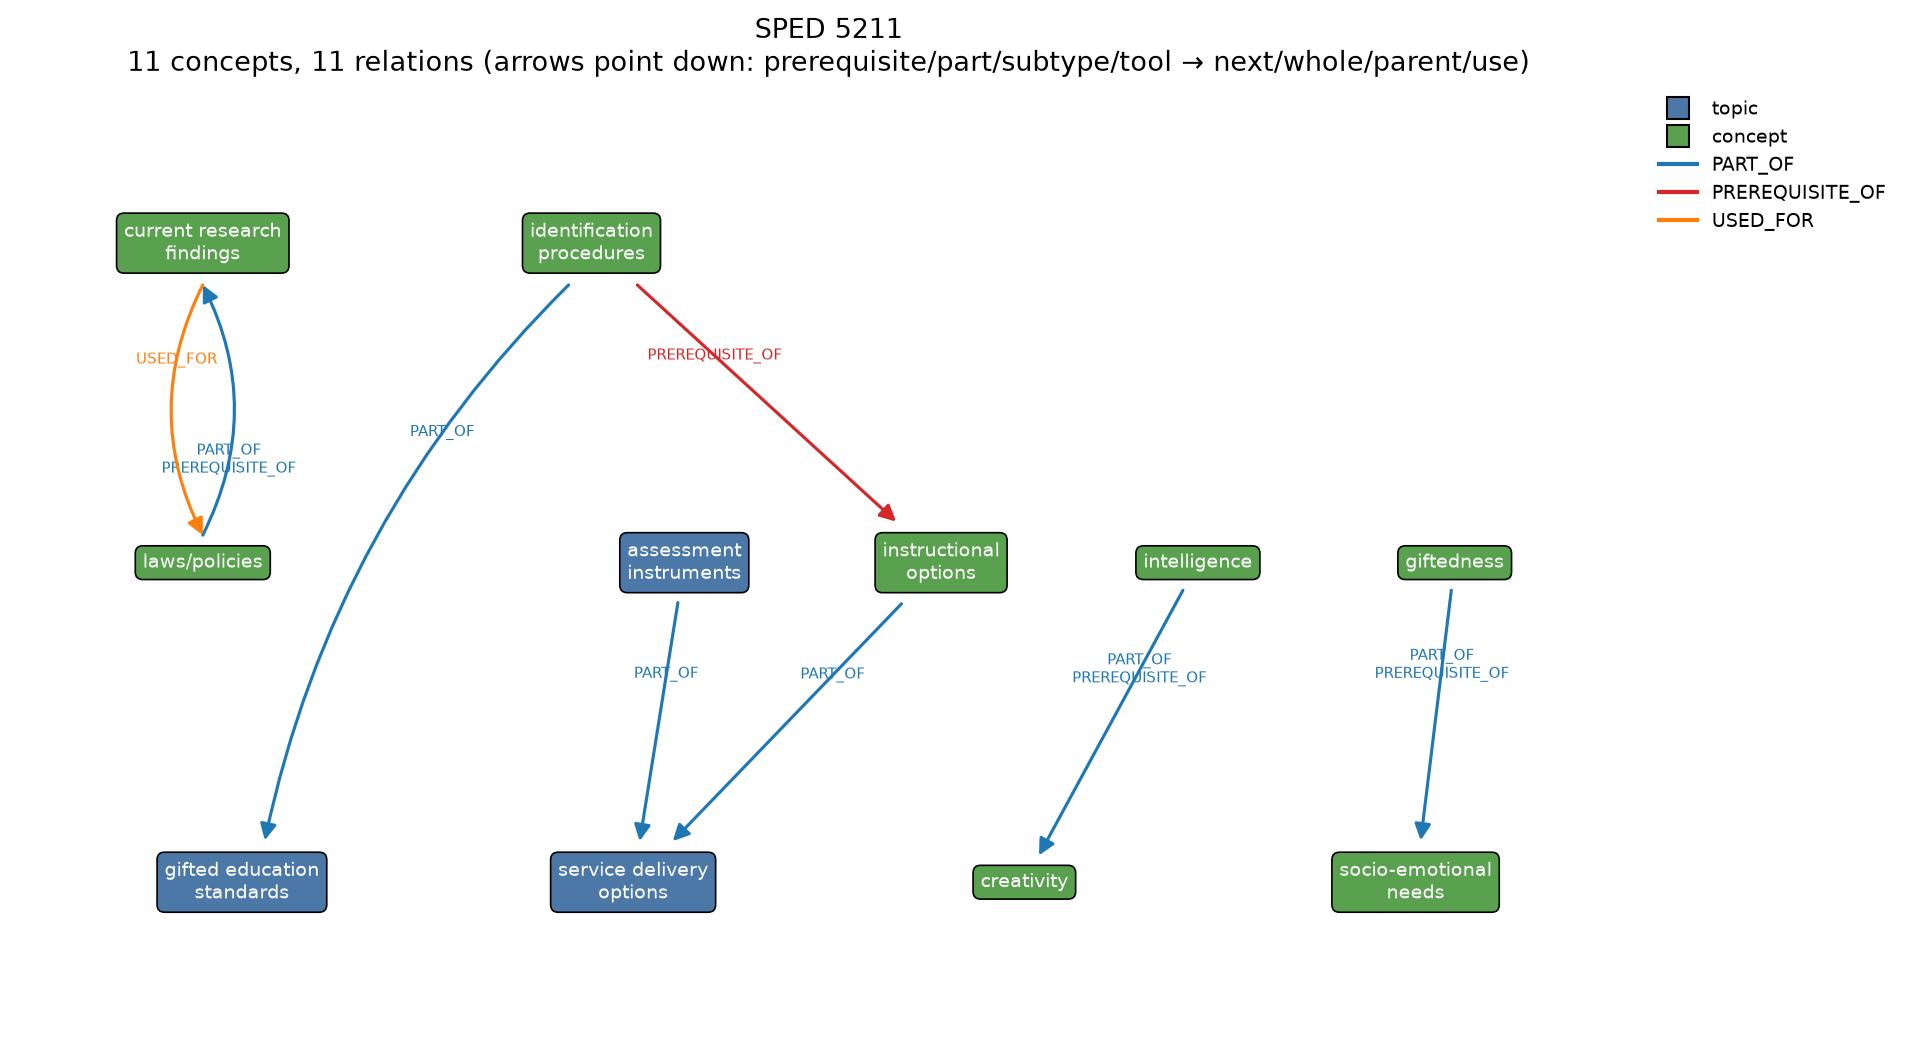 SPED 5211
11 concepts, 11 relations (arrows point down: prerequisite/part/subtype/tool → next/whole/parent/use)
topic
concept
PART_OF
PREREQUISITE_OF
USED_FOR
current research
findings
identification
procedures
USED_FOR
PREREQUISITE_OF
PART_OF
PART_OF
PREREQUISITE_OF
laws/policies
assessment
instruments
instructional
options
intelligence
giftedness
PART_OF
PART_OF
PART_OF
PREREQUISITE_OF
PART_OF
PREREQUISITE_OF
gifted education
standards
service delivery
options
creativity
socio-emotional
needs